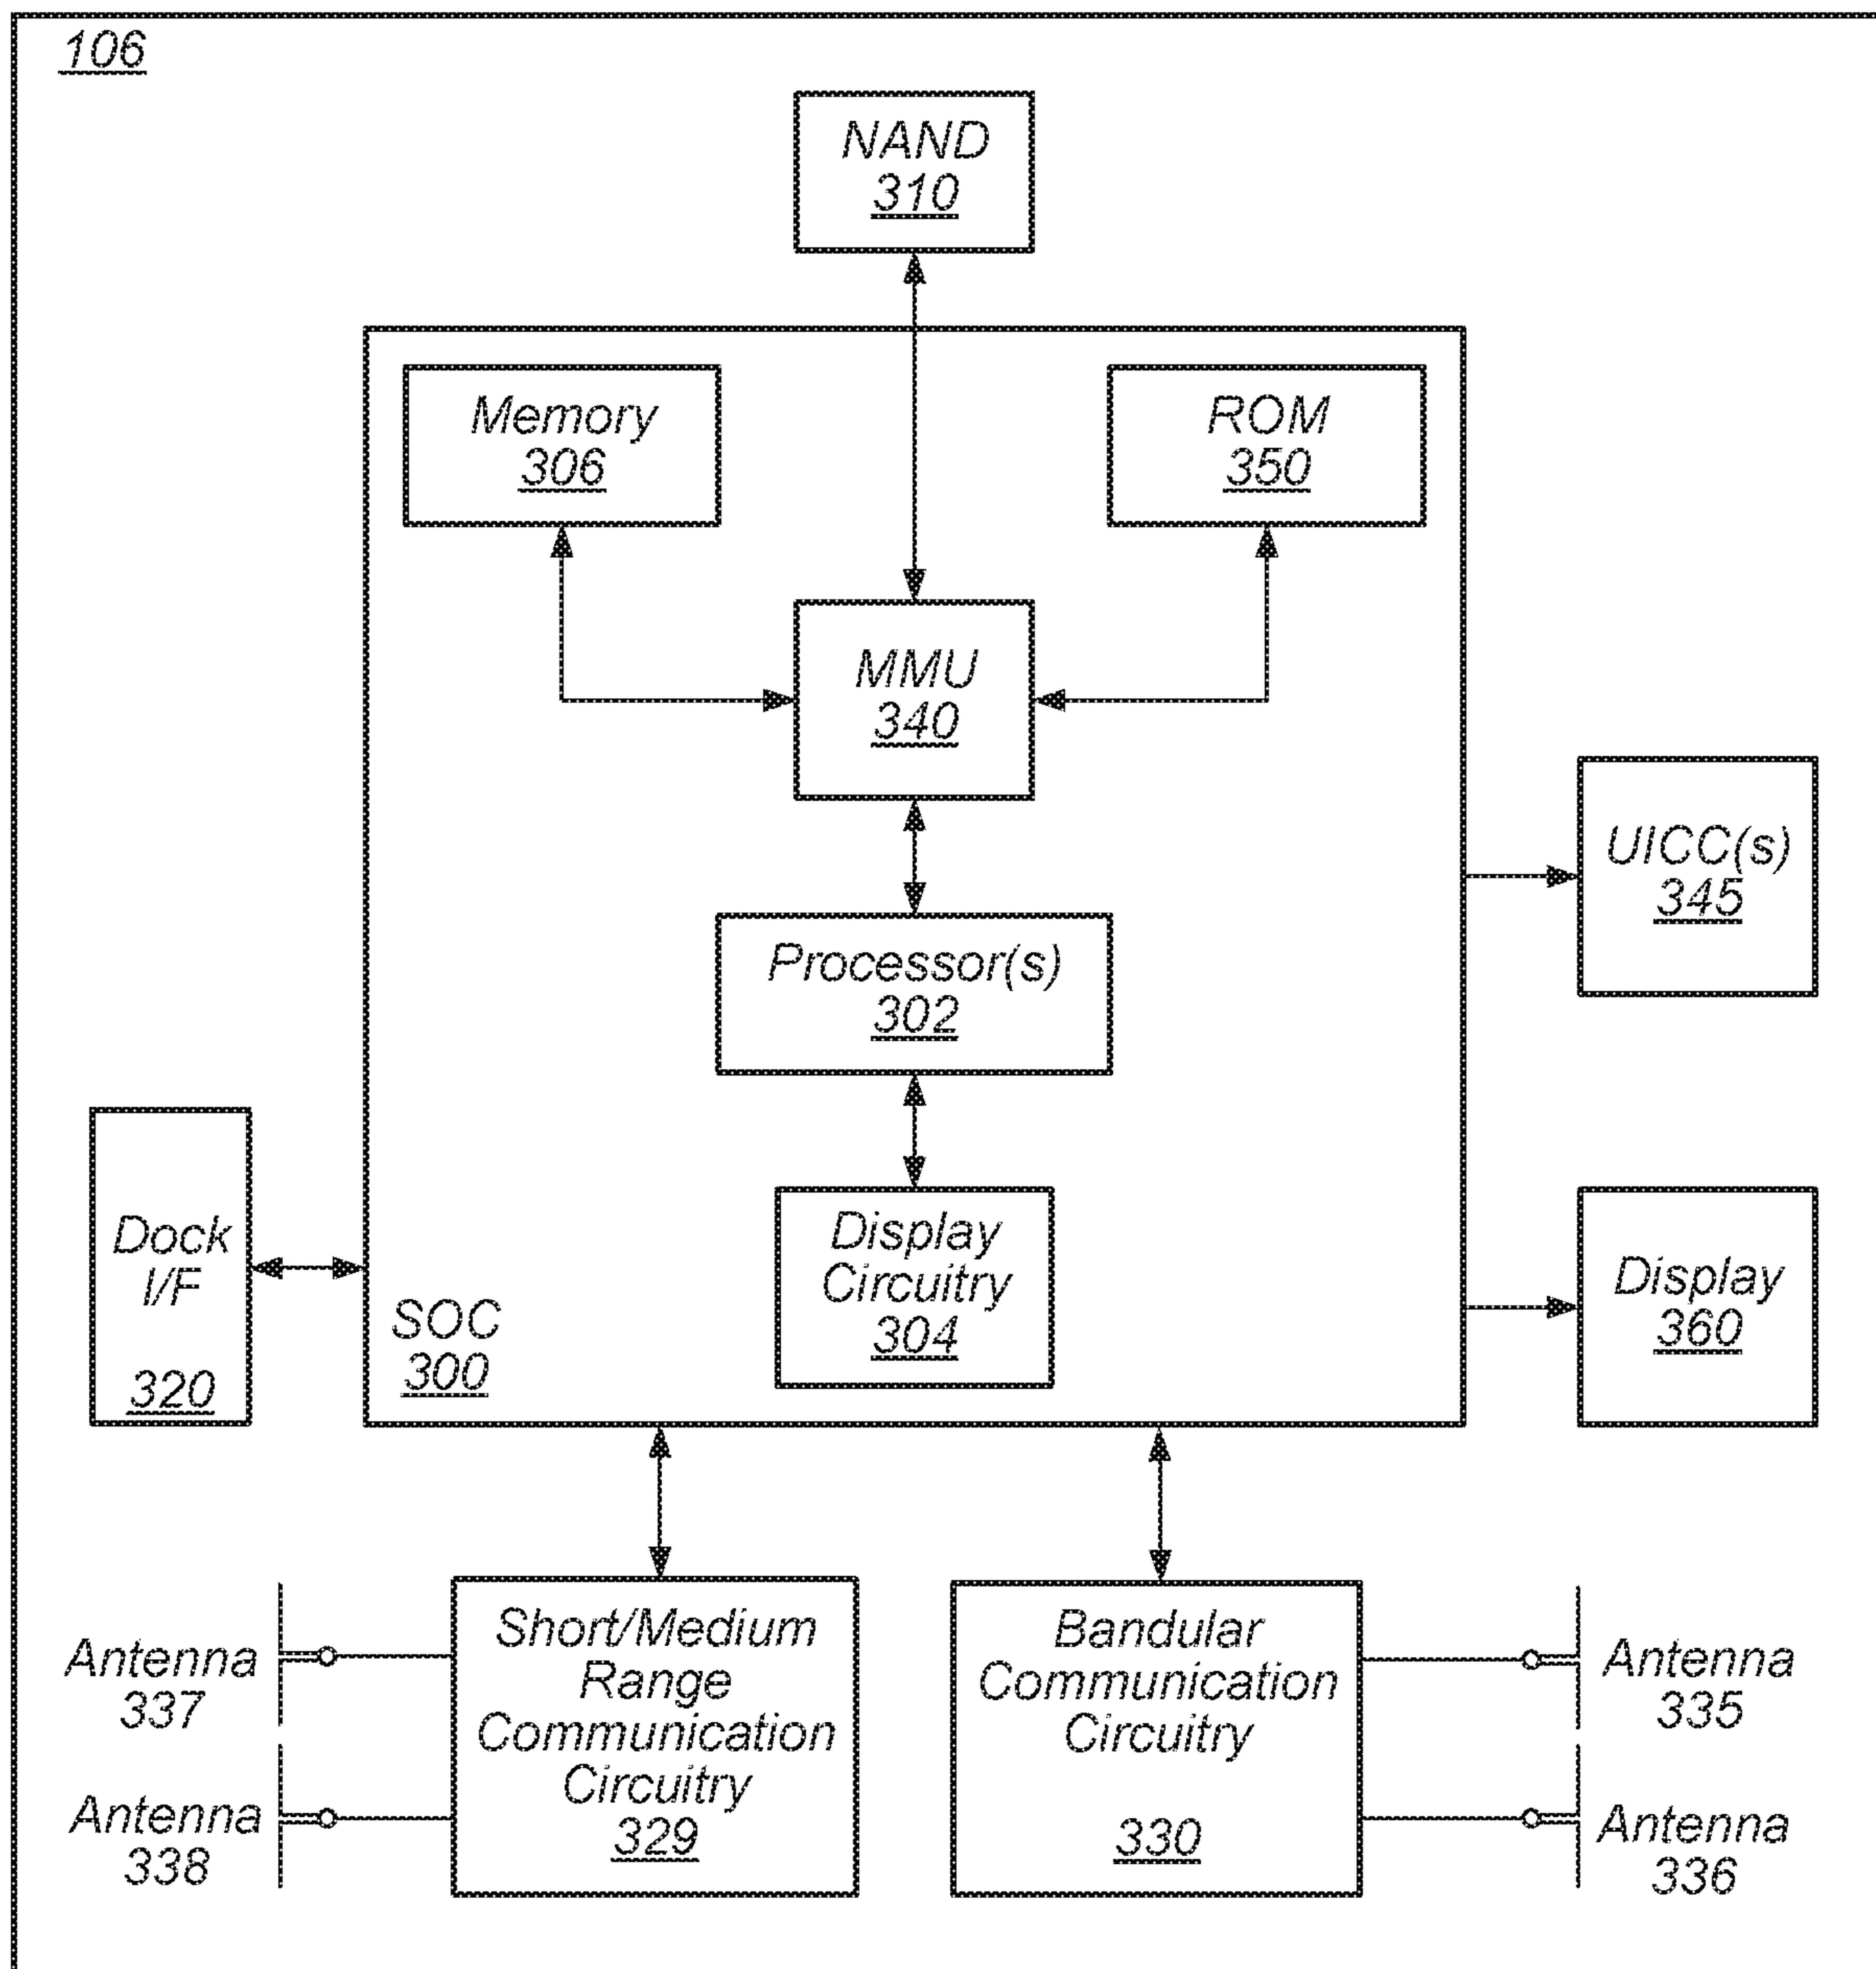 106
NAND
310
Memory
306
ROM
350
MMU
340
UICC(s)
345
Processor(s)
302
Dock
I/F
320
Display
Circuitry
304
SOC
300
Display
360
Short/Medium
Range
Communication
Circuitry
329
Bandular
Communication
Circuitry
330
Antenna
337
Antenna
338
Antenna
335
Antenna
336